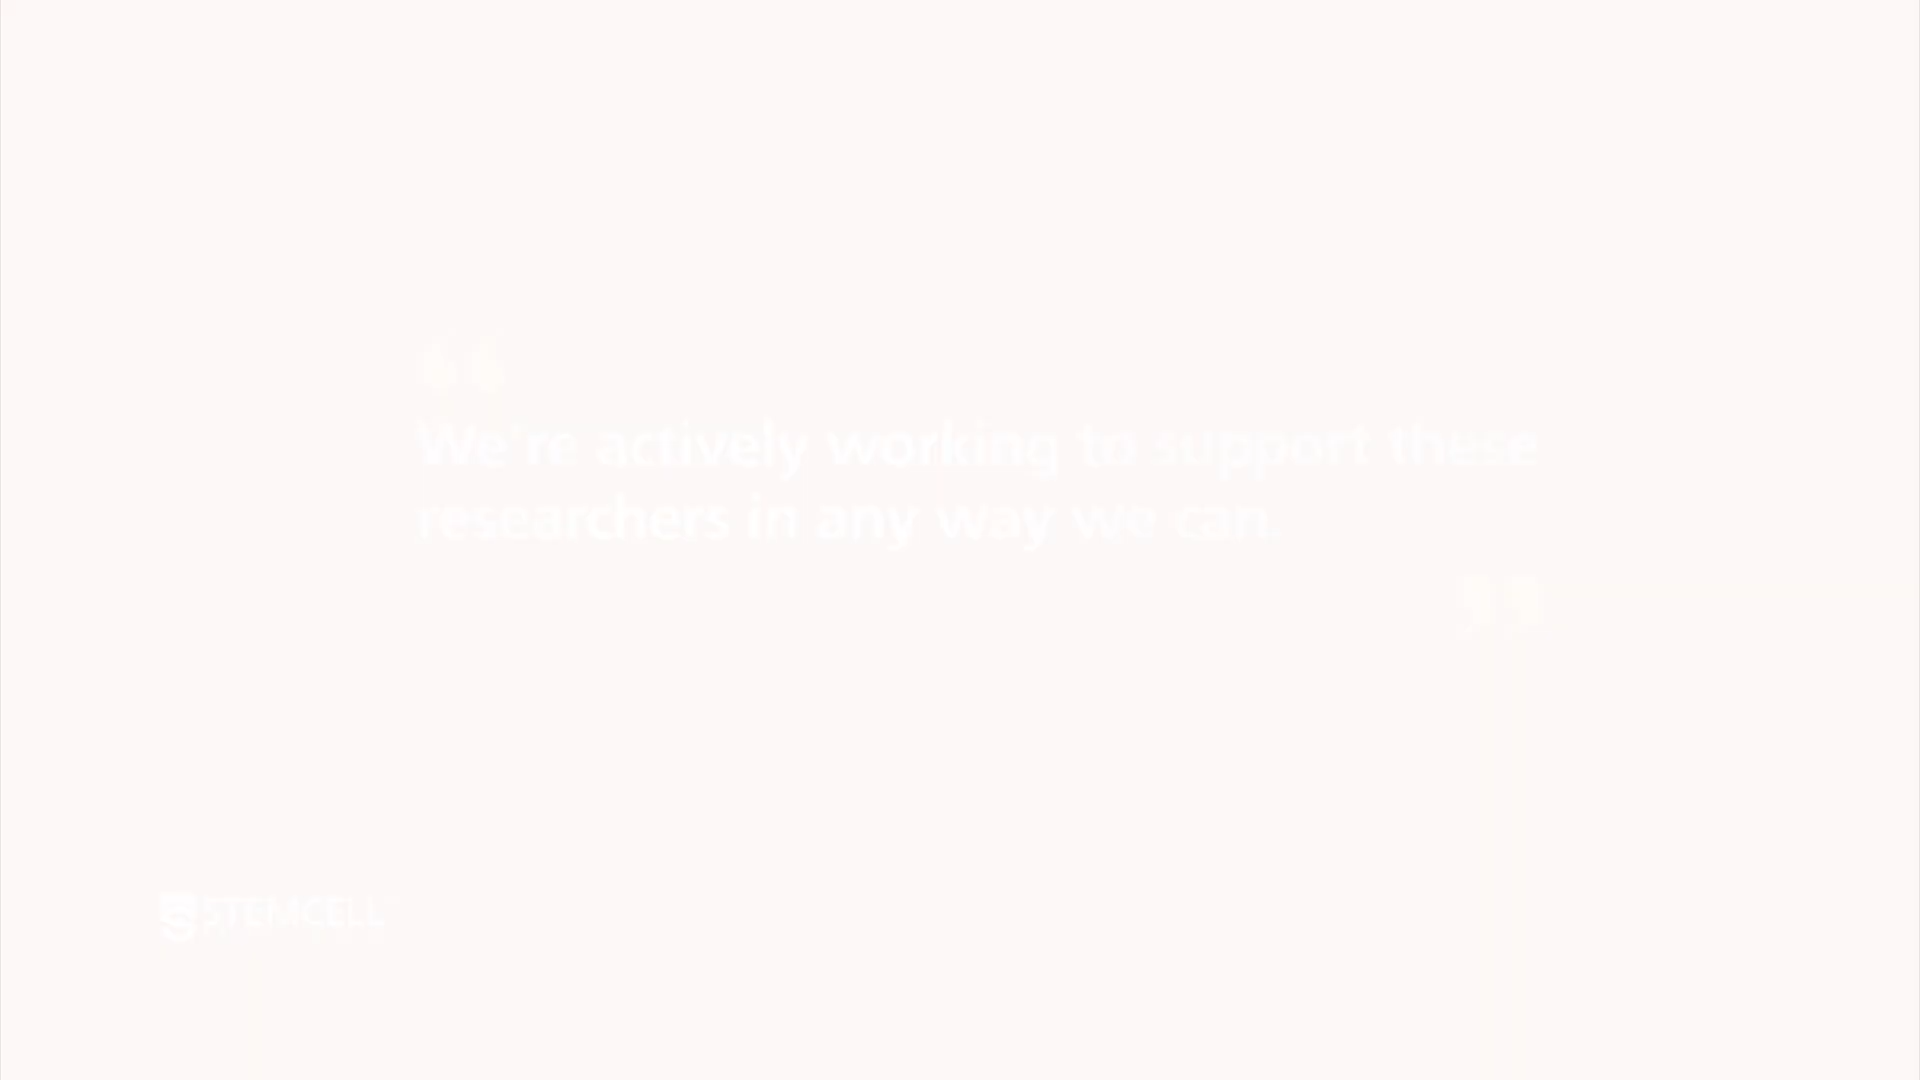 “
We're actively working to support these
researchers in any way we can.
”
STEMCELL